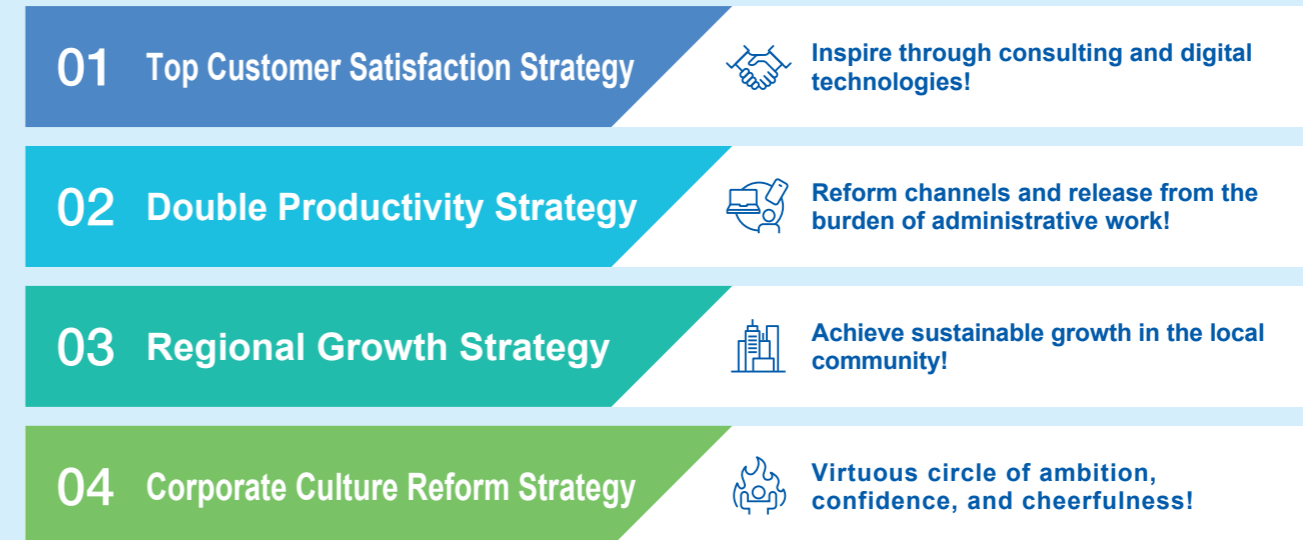 01 Top Customer Satisfaction Strategy
Inspire through consulting and digital
technologies!
02 Double Productivity Strategy
Reform channels and release from the
burden of administrative work!
03 Regional Growth Strategy
Achieve sustainable growth in the local
community!
04 Corporate Culture Reform Strategy
Virtuous circle of ambition,
confidence, and cheerfulness!